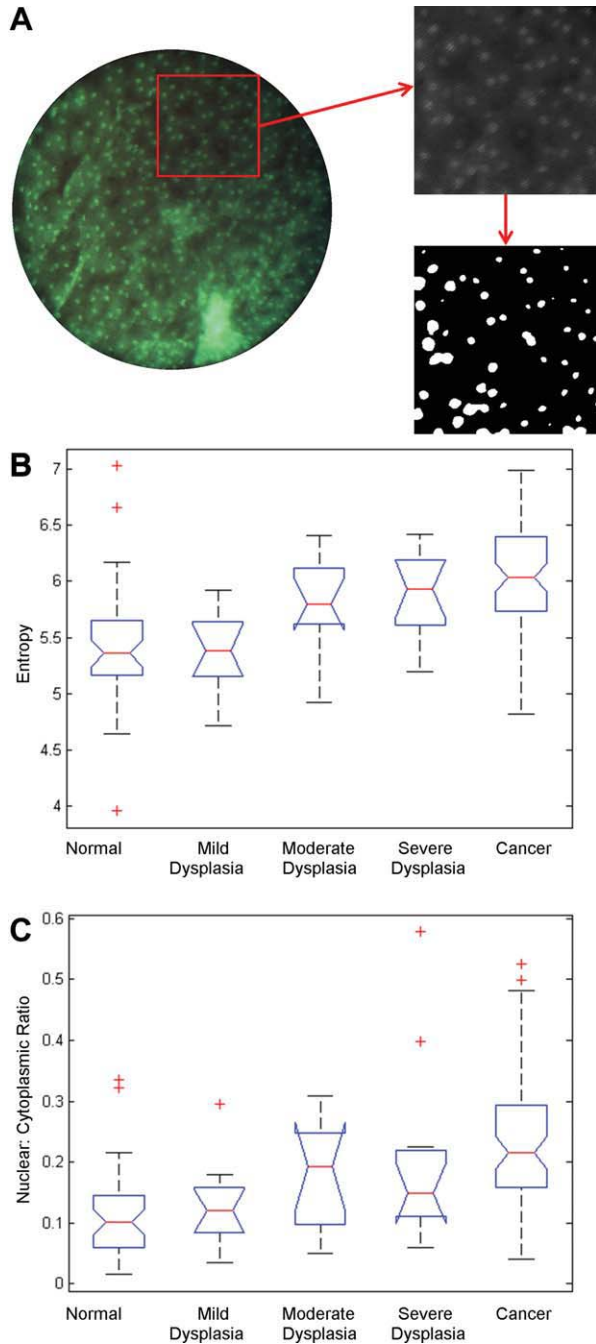 A
B
7
6.5
6
5.5
5
4.5
4
Entropy
Normal
Mild
Dysplasia
Moderate
Dysplasia
Severe
Dysplasia
Cancer
C
0.6
0.5
0.4
0.3
0.2
0.1
0
Nuclear: Cytoplasmic Ratio
Normal
Mild
Dysplasia
Moderate
Dysplasia
Severe
Dysplasia
Cancer